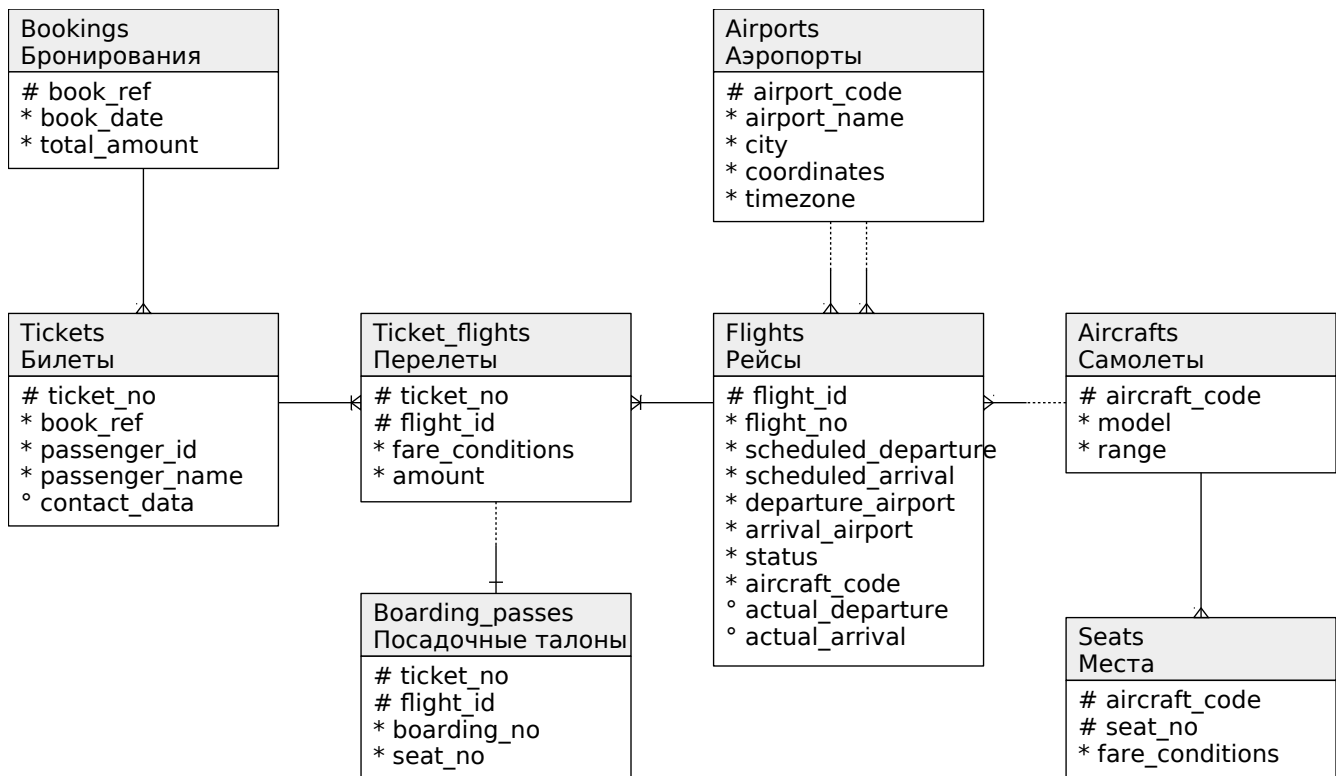 Bookings
Бронирования
# book_ref
* book_date
* total_amount
Airports
Аэропорты
# airport_code
* airport_name
* city
* coordinates
* timezone
Tickets
Билеты
# ticket_no
* book_ref
* passenger_id
* passenger_name
° contact_data
Ticket_flights
Перелеты
# ticket_no
# flight_id
* fare_conditions
* amount
Flights
Рейсы
# flight_id
* flight_no
* scheduled_departure
* scheduled_arrival
* departure_airport
* arrival_airport
* status
* aircraft_code
° actual_departure
° actual_arrival
Aircrafts
Самолеты
# aircraft_code
* model
* range
Boarding_passes
Посадочные талоны
# ticket_no
# flight_id
* boarding_no
* seat_no
Seats
Места
# aircraft_code
# seat_no
* fare_conditions